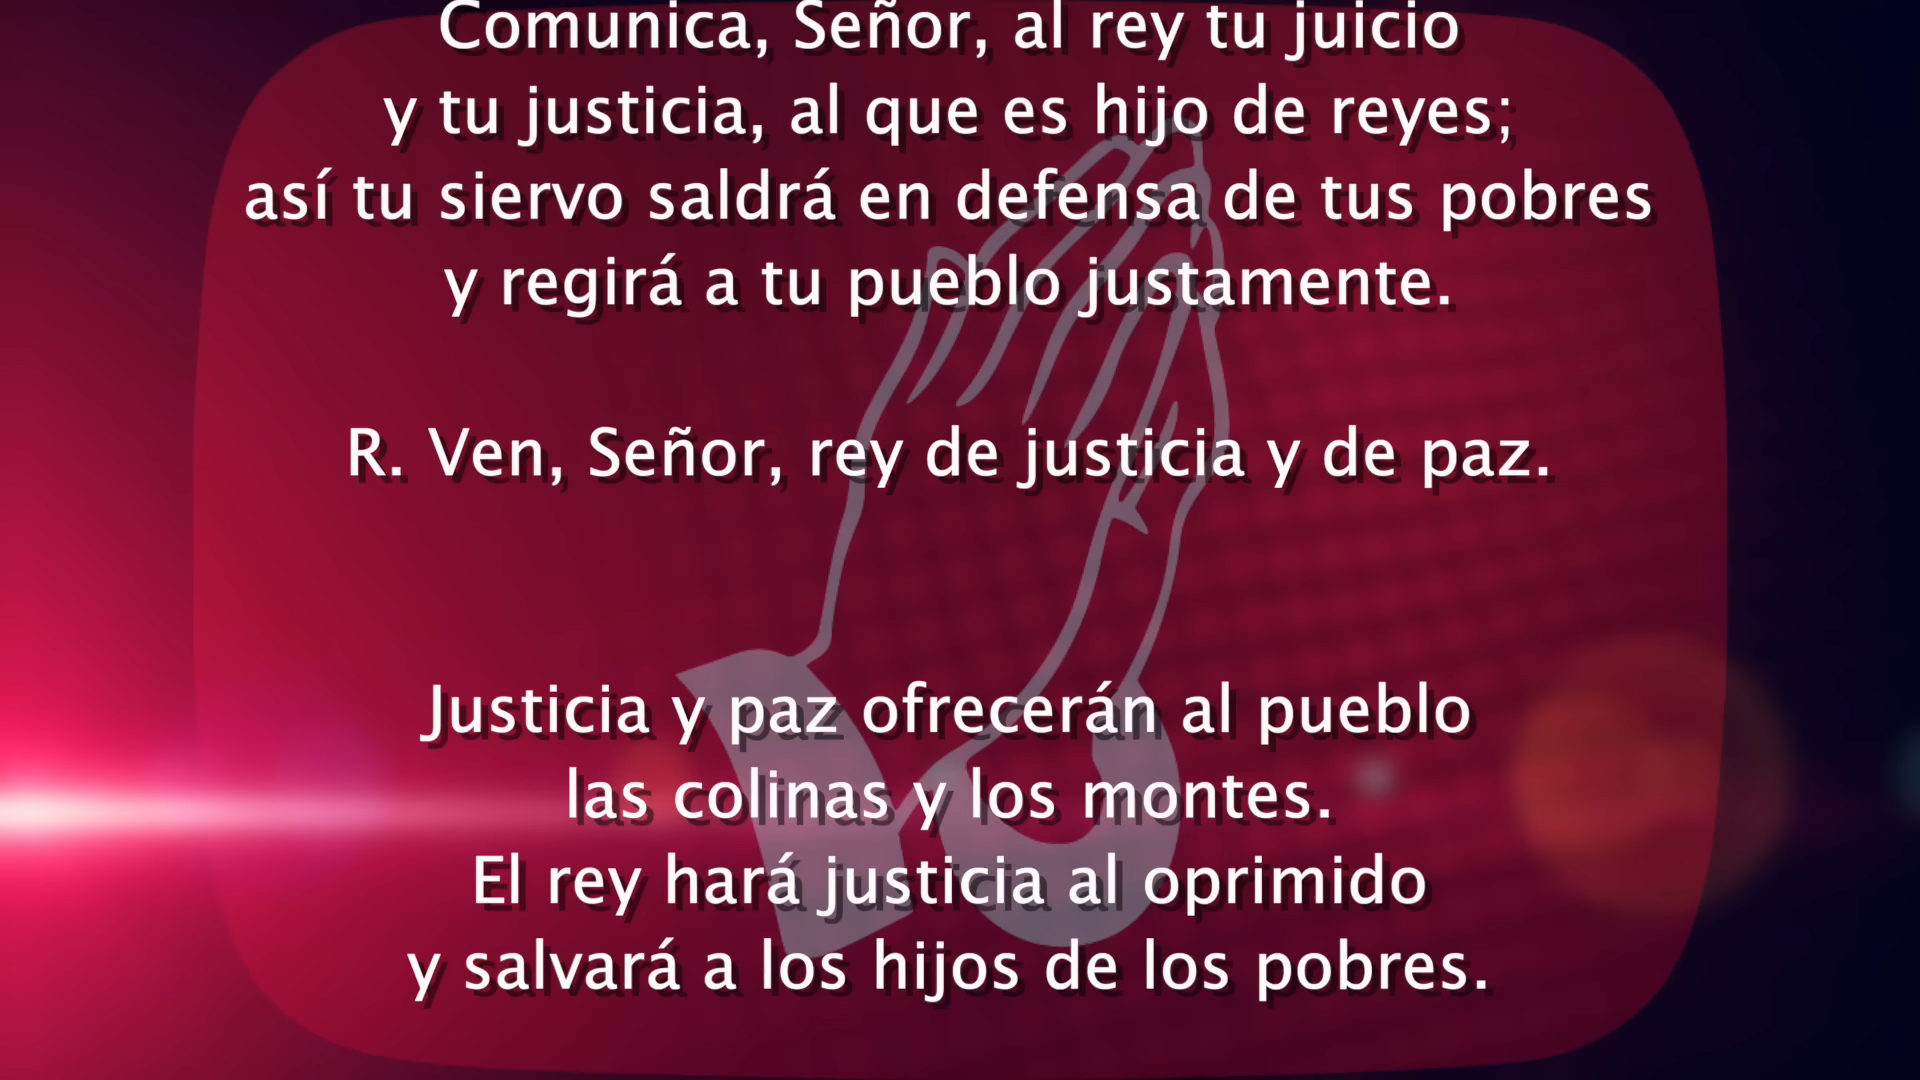 Comunica, Señor, al rey tu juicio
y tu justicia, al que es hijo de reyes;
así tu siervo saldrá en defensa de tus pobres
y regirá a tu pueblo justamente.
R. Ven, Señor, rey de justicia y de paz.
Justicia y paz ofrecerán al pueblo
las colinas y los montes.
El rey hará justicia al oprimido
y salvará a los hijos de los pobres.